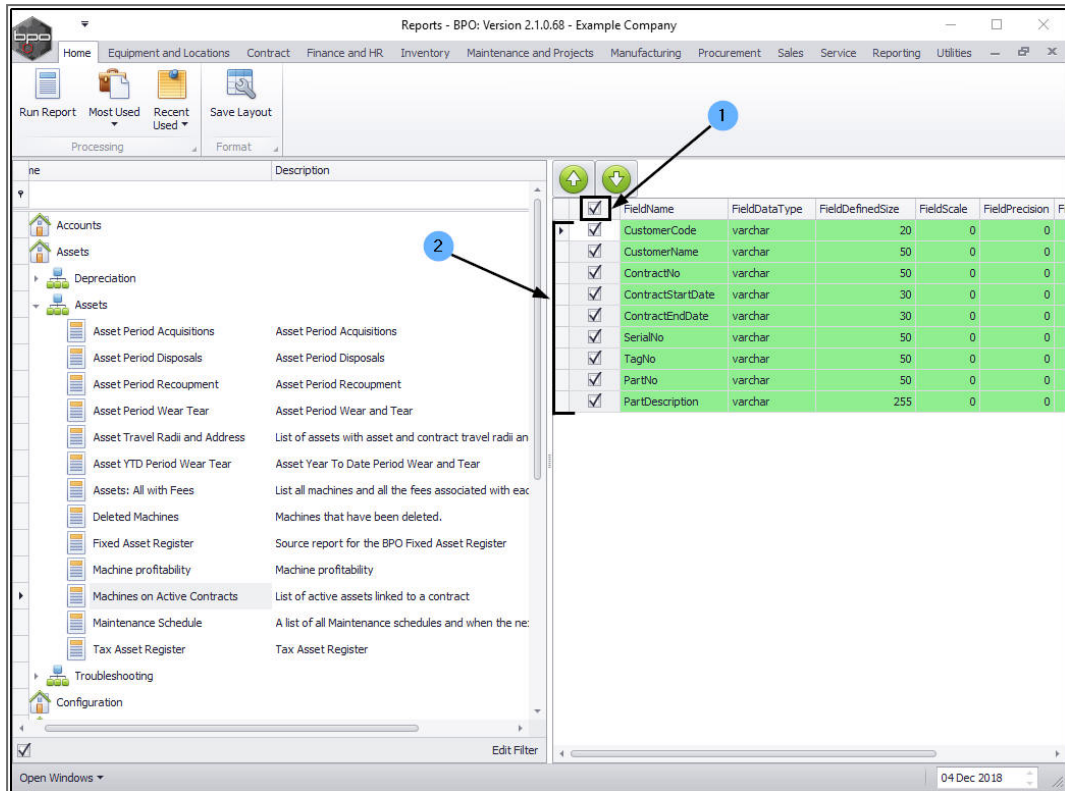 Reports - BPO: Version 2.1.0.68 - Example Company
bpo
Home Equipment and Locations Contract Finance and HR Inventory Maintenance and Projects Manufacturing Procurement Sales Service Reporting Utilities
Run Report Most Used Recent Used Save Layout
Processing Format
1
me Description
FieldName FieldDataType FieldDefinedSize FieldScale FieldPrecision F
Accounts
Assets
Depreciation
Assets
Asset Period Acquisitions Asset Period Acquisitions
Asset Period Disposals Asset Period Disposals
Asset Period Recoupment Asset Period Recoupment
Asset Period Wear Tear Asset Period Wear and Tear
Asset Travel Radii and Address List of assets with asset and contract travel radii an
Asset YTD Period Wear Tear Asset Year To Date Period Wear and Tear
Assets: All with Fees List all machines and all the fees associated with eac
Deleted Machines Machines that have been deleted.
Fixed Asset Register Source report for the BPO Fixed Asset Register
Machine profitability Machine profitability
Machines on Active Contracts List of active assets linked to a contract
Maintenance Schedule A list of all Maintenance schedules and when the ne
Tax Asset Register Tax Asset Register
Troubleshooting
Configuration
2
CustomerCode varchar 20 0 0
CustomerName varchar 50 0 0
ContractNo varchar 50 0 0
ContractStartDate varchar 30 0 0
ContractEndDate varchar 30 0 0
SerialNo varchar 50 0 0
TagNo varchar 50 0 0
PartNo varchar 50 0 0
PartDescription varchar 255 0 0
Edit Filter
Open Windows 04 Dec 2018